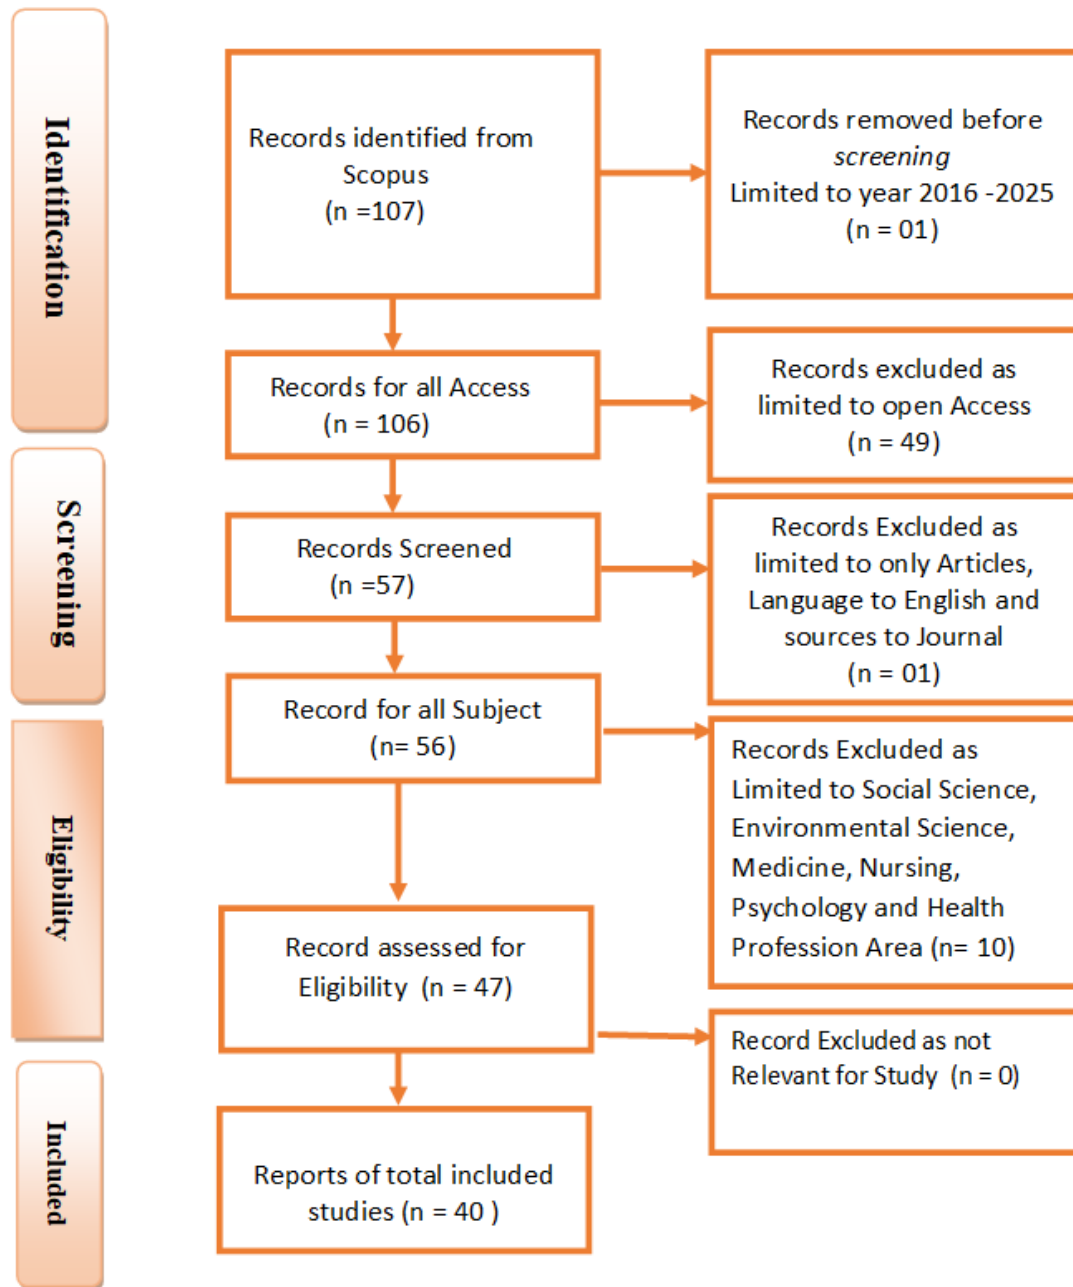 Identification
Records identified from
Scopus
(n =107)
Records removed before
screening
Limited to year 2016 -2025
(n = 01)
Records for all Access
(n = 106)
Records excluded as
limited to open Access
(n = 49)
Screening
Records Screened
(n =57)
Records Excluded as
limited to only Articles,
Language to English and
sources to Journal
(n = 01)
Record for all Subject
(n= 56)
Records Excluded as
Limited to Social Science,
Environmental Science,
Medicine, Nursing,
Psychology and Health
Profession Area (n= 10)
Eligibility
Record assessed for
Eligibility (n = 47)
Record Excluded as not
Relevant for Study (n = 0)
Included
Reports of total included
studies (n = 40 )